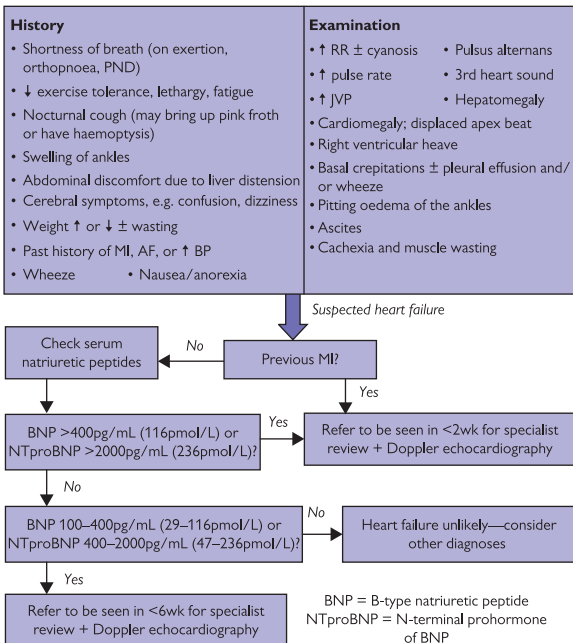 History
• Shortness of breath (on exertion,
orthopnoea, PND)
• ↓ exercise tolerance, lethargy, fatigue
• Nocturnal cough (may bring up pink froth
or have haemoptysis)
• Swelling of ankles
• Abdominal discomfort due to liver distension
• Cerebral symptoms, e.g. confusion, dizziness
• Weight ↑ or ↓ ± wasting
• Past history of MI, AF, or ↑ BP
• Wheeze • Nausea/anorexia
Examination
• ↑ RR ± cyanosis • Pulsus alternans
• ↑ pulse rate • 3rd heart sound
• ↑ JVP • Hepatomegaly
• Cardiomegaly; displaced apex beat
• Right ventricular heave
• Basal crepitations ± pleural effusion and/
or wheeze
• Pitting oedema of the ankles
• Ascites
• Cachexia and muscle wasting
Suspected heart failure
Previous MI?
No
Check serum
natriuretic peptides
Yes
BNP >400pg/mL (116pmol/L) or
NTproBNP >2000pg/mL (236pmol/L)?
Yes
Refer to be seen in <2wk for specialist
review + Doppler echocardiography
No
BNP 100–400pg/mL (29–116pmol/L) or
NTproBNP 400–2000pg/mL (47–236pmol/L)?
No
Heart failure unlikely—consider
other diagnoses
Yes
Refer to be seen in <6wk for specialist
review + Doppler echocardiography
BNP = B-type natriuretic peptide
NTproBNP = N-terminal prohormone
of BNP